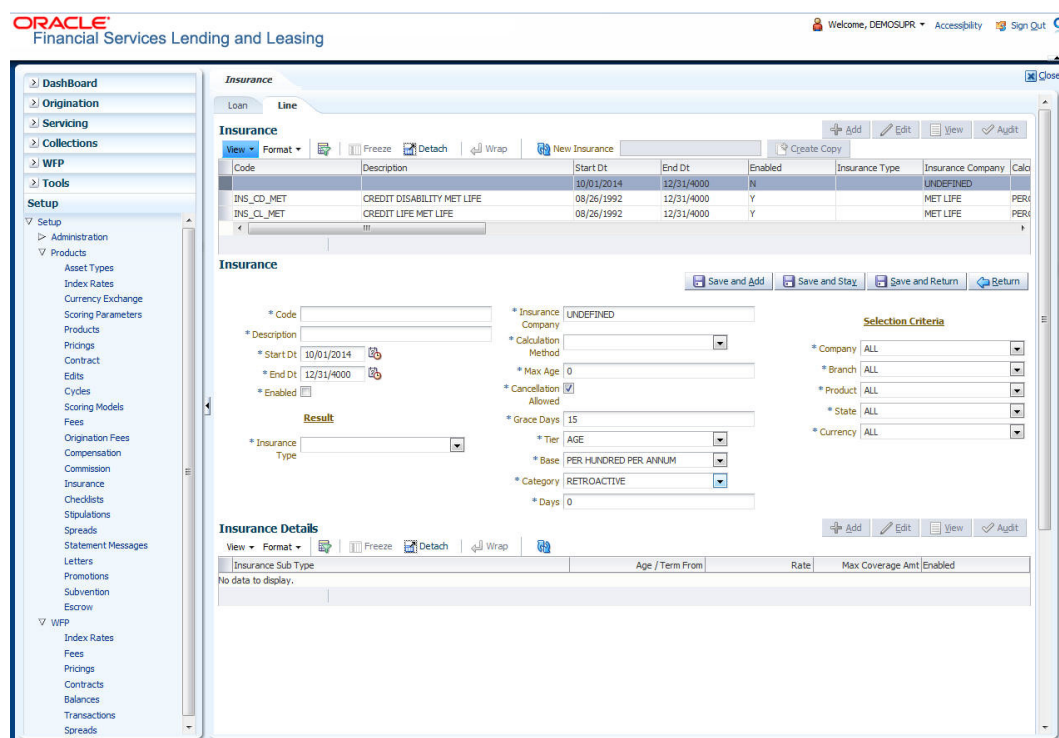 ORACLE
Financial Services Lending and Leasing
Welcome, DEMOSUPR Accessibility Sign Out
Close
DashBoard
Origination
Servicing
Collections
WFP
Tools
Setup
Setup
Administration
Products
Asset Types
Index Rates
Currency Exchange
Scoring Parameters
Products
Pricings
Contract
Edits
Cycles
Scoring Models
Fees
Origination Fees
Compensation
Commission
Insurance
Checklists
Stipulations
Spreads
Statement Messages
Letters
Promotions
Subvention
Escrow
WFP
Index Rates
Fees
Pricings
Contracts
Balances
Transactions
Spreads
Insurance
Loan Line
Insurance
Add Edit View Audit
View Format Freeze Detach Wrap New Insurance Create Copy
Code Description Start Dt End Dt Enabled Insurance Type Insurance Company Calc
10/01/2014 12/31/4000 N UNDEFINED
INS_CD_MET CREDIT DISABILITY MET LIFE 08/26/1992 12/31/4000 Y MET LIFE PER
INS_CL_MET CREDIT LIFE MET LIFE 08/26/1992 12/31/4000 Y MET LIFE PER
Insurance
Save and Add Save and Stay Save and Return Return
* Code
* Description
* Start Dt 10/01/2014
* End Dt 12/31/4000
* Enabled
Result
* Insurance Type
* Insurance Company UNDEFINED
* Calculation Method
* Max Age 0
* Cancellation Allowed
* Grace Days 15
* Tier AGE
* Base PER HUNDRED PER ANNUM
* Category RETROACTIVE
* Days 0
Selection Criteria
* Company ALL
* Branch ALL
* Product ALL
* State ALL
* Currency ALL
Insurance Details
Add Edit View Audit
View Format Freeze Detach Wrap
Insurance Sub Type Age / Term From Rate Max Coverage Amt Enabled
No data to display.